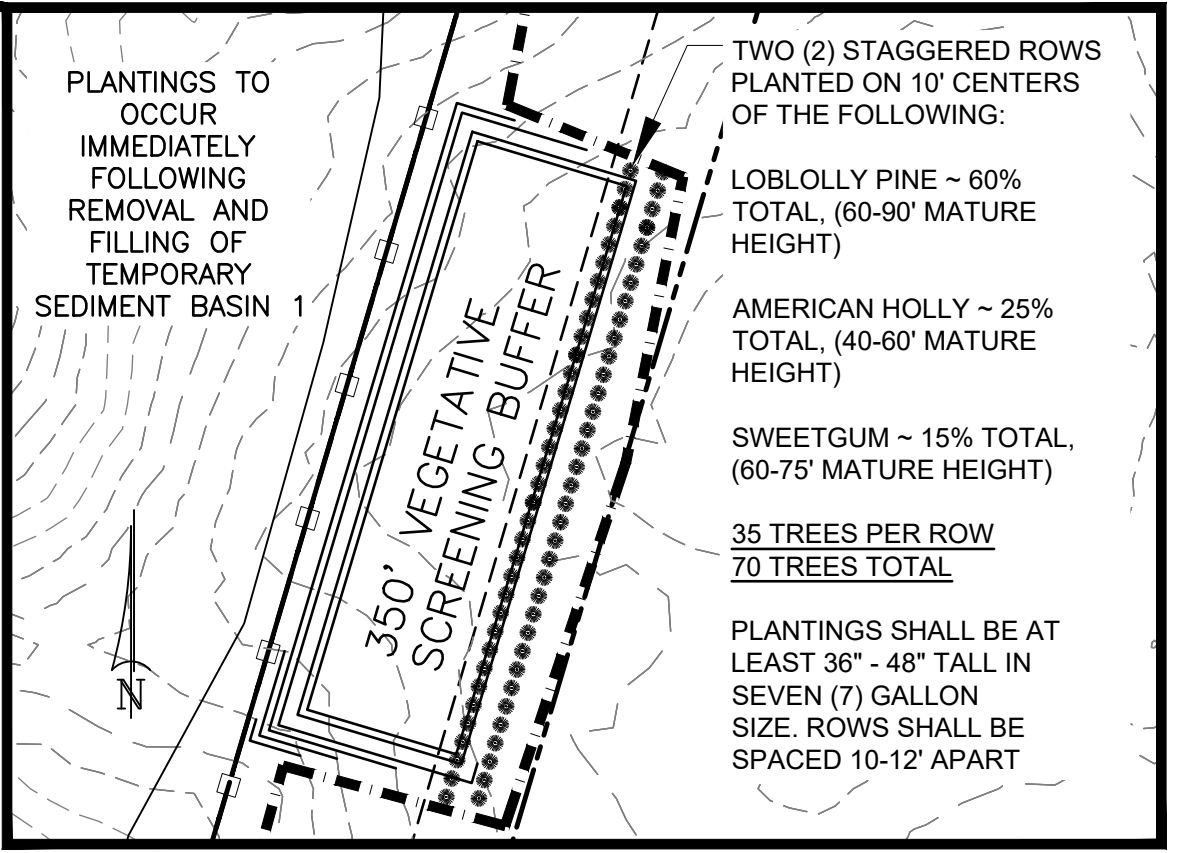 PLANTINGS TO
OCCUR
IMMEDIATELY
FOLLOWING
REMOVAL AND
FILLING OF
TEMPORARY
SEDIMENT BASIN 1
TWO (2) STAGGERED ROWS
PLANTED ON 10' CENTERS
OF THE FOLLOWING:
LOBLOLLY PINE ~ 60%
TOTAL, (60-90' MATURE
HEIGHT)
AMERICAN HOLLY ~ 25%
TOTAL, (40-60' MATURE
HEIGHT)
SWEETGUM ~ 15% TOTAL,
(60-75' MATURE HEIGHT)
35 TREES PER ROW
70 TREES TOTAL
PLANTINGS SHALL BE AT
LEAST 36" - 48" TALL IN
SEVEN (7) GALLON
SIZE. ROWS SHALL BE
SPACED 10-12' APART
350' VEGETATIVE
SCREENING BUFFER
N